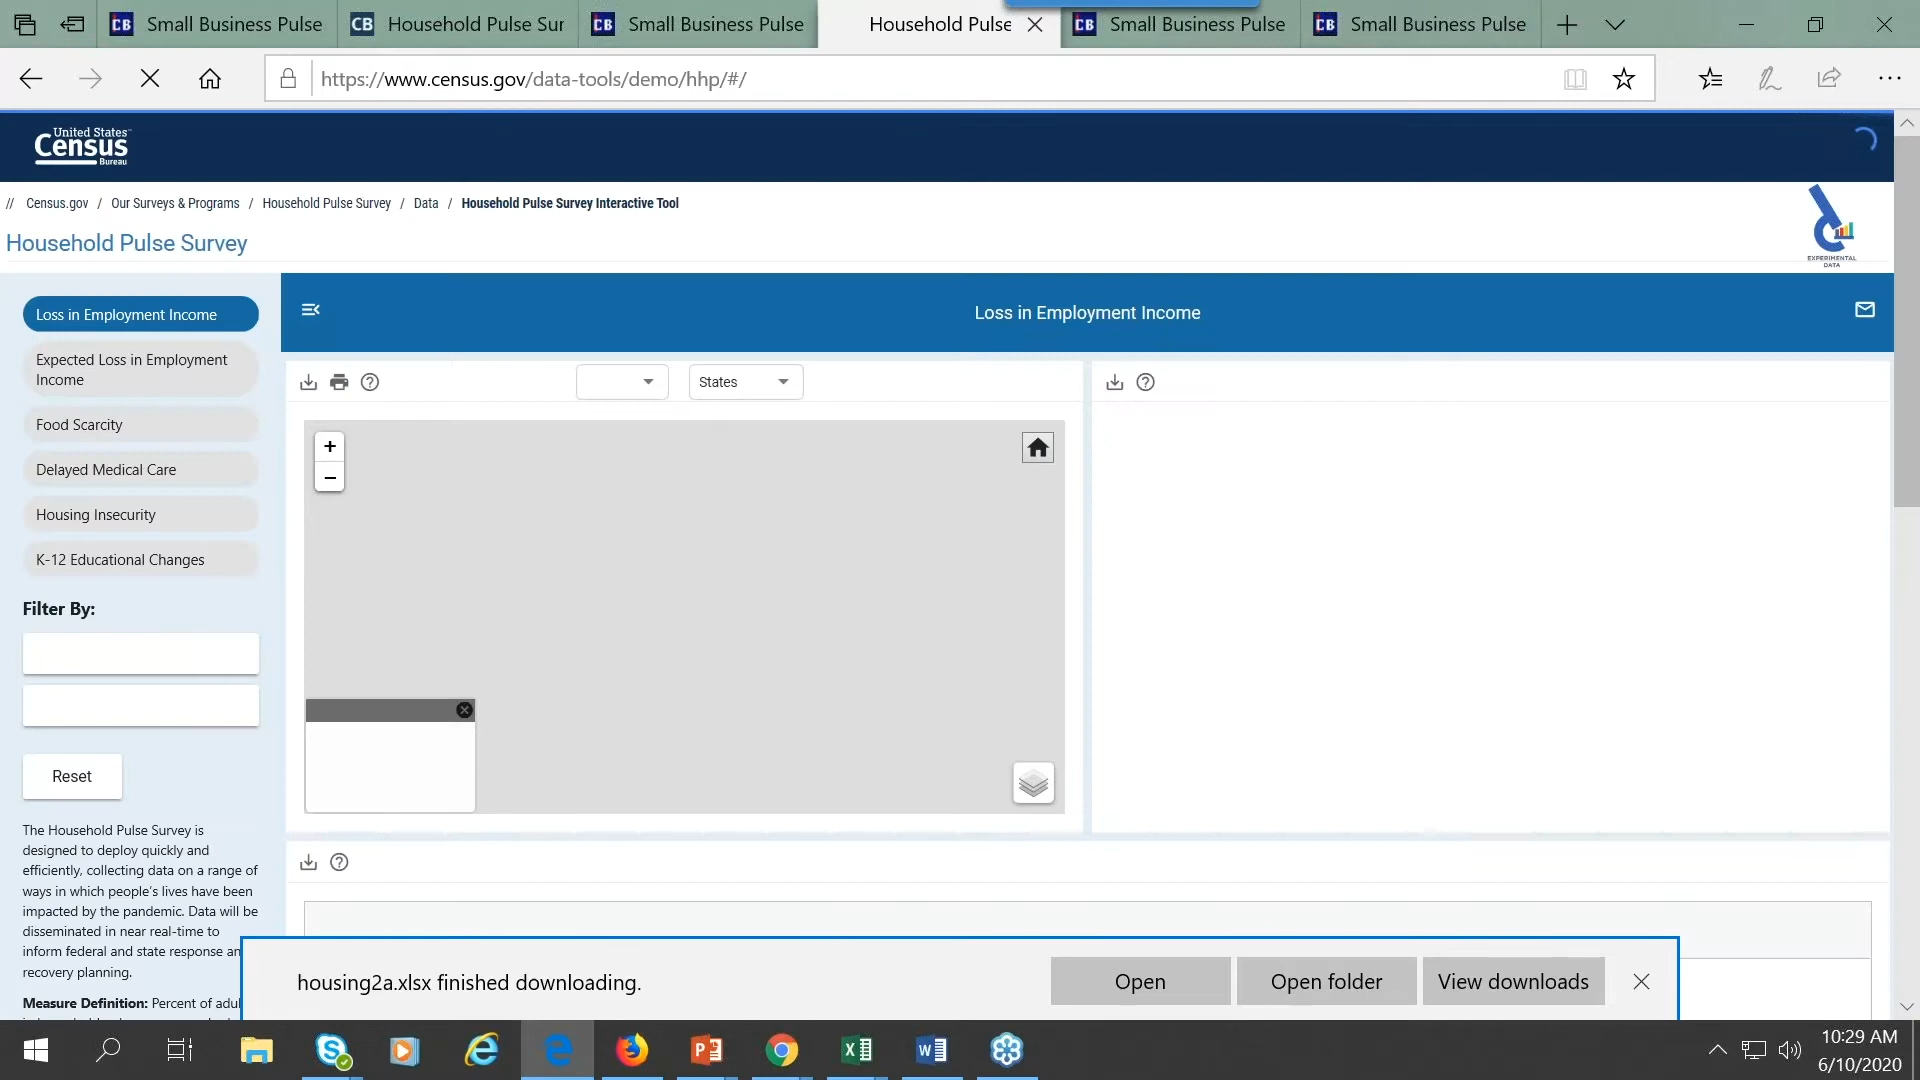 Small Business Pulse
Household Pulse Sur
Small Business Pulse
Household Pulse
Small Business Pulse
Small Business Pulse
https://www.census.gov/data-tools/demo/hhp/#/
United States™
Census
Bureau
// Census.gov / Our Surveys & Programs / Household Pulse Survey / Data / Household Pulse Survey Interactive Tool
Household Pulse Survey
EXPERIMENTAL
DATA
Loss in Employment Income
Expected Loss in Employment
Income
Food Scarcity
Delayed Medical Care
Housing Insecurity
K-12 Educational Changes
Filter By:
Reset
The Household Pulse Survey is
designed to deploy quickly and
efficiently, collecting data on a range of
ways in which people's lives have been
impacted by the pandemic. Data will be
disseminated in near real-time to
inform federal and state response an
recovery planning.
Measure Definition: Percent of adul
Loss in Employment Income
States
+
−
housing2a.xlsx finished downloading.
Open
Open folder
View downloads
10:29 AM
6/10/2020